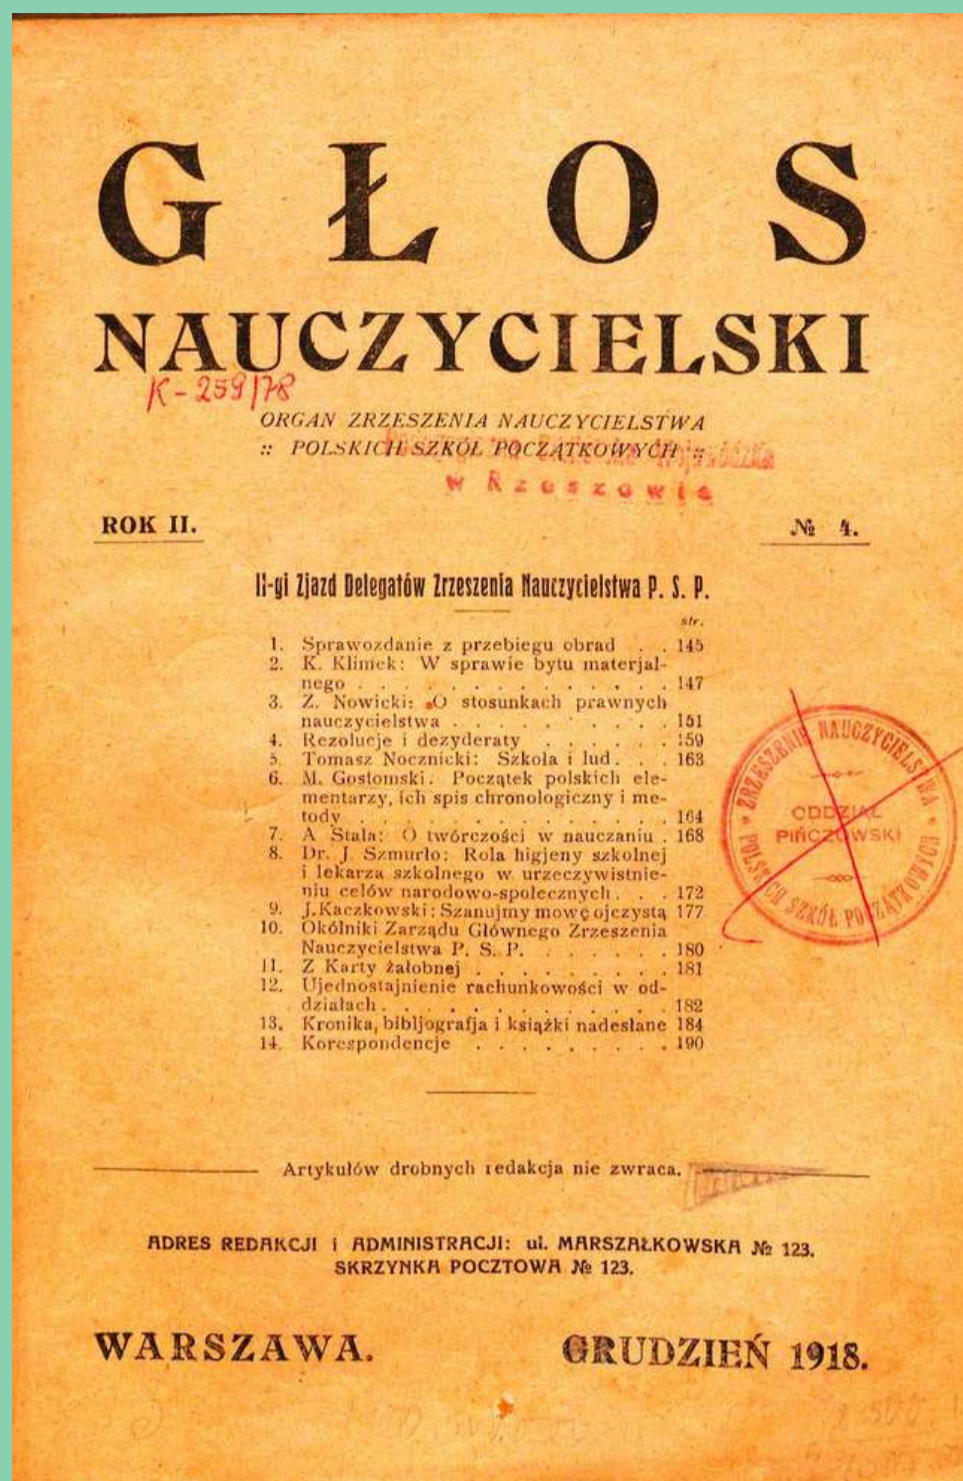 GŁOS
NAUCZYCIELSKI
K-259/78
ORGAN ZRZESZENIA NAUCZYCIELSTWA
:: POLSKICH SZKÓŁ POCZĄTKOWYCH ::
w Rzeszowie
ROK II.
№ 4.
II-gi Zjazd Delegatów Zrzeszenia Nauczycielstwa P. S. P.
str.
1. Sprawozdanie z przebiegu obrad . . 145
2. K. Klimek: W sprawie bytu materjal-
nego . . . . . . . . . . . . . 147
3. Z. Nowicki: O stosunkach prawnych
nauczycielstwa . . . . . . . . . 151
4. Rezolucje i dezyderaty . . . . . . 159
5. Tomasz Nocznicki: Szkoła i lud . . . 163
6. M. Gostomski. Początek polskich ele-
mentarzy, ich spis chronologiczny i me-
tody . . . . . . . . . . . . . 164
7. A Stala: O twórczości w nauczaniu . 168
8. Dr. J. Szmurło: Rola higjeny szkolnej
i lekarza szkolnego w urzeczywistnie-
niu celów narodowo-społecznych . . . 172
9. J. Kaczkowski: Szanujmy mowę ojczystą 177
10. Okólniki Zarządu Głównego Zrzeszenia
Nauczycielstwa P. S. P. . . . . . . 180
11. Z Karty żałobnej . . . . . . . . . 181
12. Ujednostajnienie rachunkowości w od-
działach . . . . . . . . . . . . 182
13. Kronika, bibljografja i książki nadesłane 184
14. Korespondencje . . . . . . . . . 190
ZRZESZENIE NAUCZYCIELSTWA
POLSKICH SZKÓŁ POCZĄTKOWYCH
ODDZIAŁ
PIŃCZOWSKI
Artykułów drobnych redakcja nie zwraca.
ADRES REDAKCJI i ADMINISTRACJI: ul. MARSZAŁKOWSKA № 123.
SKRZYNKA POCZTOWA № 123.
WARSZAWA.
GRUDZIEŃ 1918.